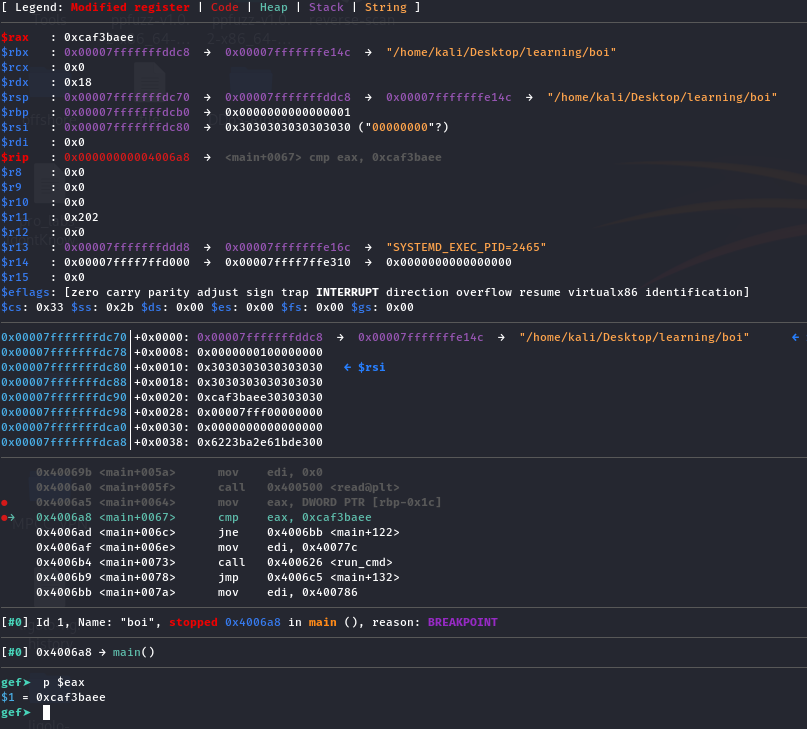 [ Legend: Modified register | Code | Heap | Stack | String ]
$rax   : 0xcaf3baee
$rbx   : 0x00007fffffffddc8  →  0x00007fffffffe14c  →  "/home/kali/Desktop/learning/boi"
$rcx   : 0x0
$rdx   : 0x18
$rsp   : 0x00007fffffffdc70  →  0x00007fffffffddc8  →  0x00007fffffffe14c  →  "/home/kali/Desktop/learning/boi"
$rbp   : 0x00007fffffffdcb0  →  0x0000000000000001
$rsi   : 0x00007fffffffdc80  →  0x3030303030303030 ("00000000"?)
$rdi   : 0x0
$rip   : 0x00000000004006a8  →  <main+0067> cmp eax, 0xcaf3baee
$r8    : 0x0
$r9    : 0x0
$r10   : 0x0
$r11   : 0x202
$r12   : 0x0
$r13   : 0x00007fffffffddd8  →  0x00007fffffffe16c  →  "SYSTEMD_EXEC_PID=2465"
$r14   : 0x00007ffff7ffd000  →  0x00007ffff7ffe310  →  0x0000000000000000
$r15   : 0x0
$eflags: [zero carry parity adjust sign trap INTERRUPT direction overflow resume virtualx86 identification]
$cs: 0x33 $ss: 0x2b $ds: 0x00 $es: 0x00 $fs: 0x00 $gs: 0x00
0x00007fffffffdc70│+0x0000: 0x00007fffffffddc8  →  0x00007fffffffe14c  →  "/home/kali/Desktop/learning/boi"      ←
0x00007fffffffdc78│+0x0008: 0x0000000100000000
0x00007fffffffdc80│+0x0010: 0x3030303030303030   ← $rsi
0x00007fffffffdc88│+0x0018: 0x3030303030303030
0x00007fffffffdc90│+0x0020: 0xcaf3baee30303030
0x00007fffffffdc98│+0x0028: 0x00007fff00000000
0x00007fffffffdca0│+0x0030: 0x0000000000000000
0x00007fffffffdca8│+0x0038: 0x6223ba2e61bde300
0x40069b <main+005a>      mov    edi, 0x0
0x4006a0 <main+005f>      call   0x400500 <read@plt>
● 0x4006a5 <main+0064>      mov    eax, DWORD PTR [rbp-0x1c]
●→ 0x4006a8 <main+0067>      cmp    eax, 0xcaf3baee
0x4006ad <main+006c>      jne    0x4006bb <main+122>
0x4006af <main+006e>      mov    edi, 0x40077c
0x4006b4 <main+0073>      call   0x400626 <run_cmd>
0x4006b9 <main+0078>      jmp    0x4006c5 <main+132>
0x4006bb <main+007a>      mov    edi, 0x400786
[#0] Id 1, Name: "boi", stopped 0x4006a8 in main (), reason: BREAKPOINT
[#0] 0x4006a8 → main()
gef➤  p $eax
$1 = 0xcaf3baee
gef➤